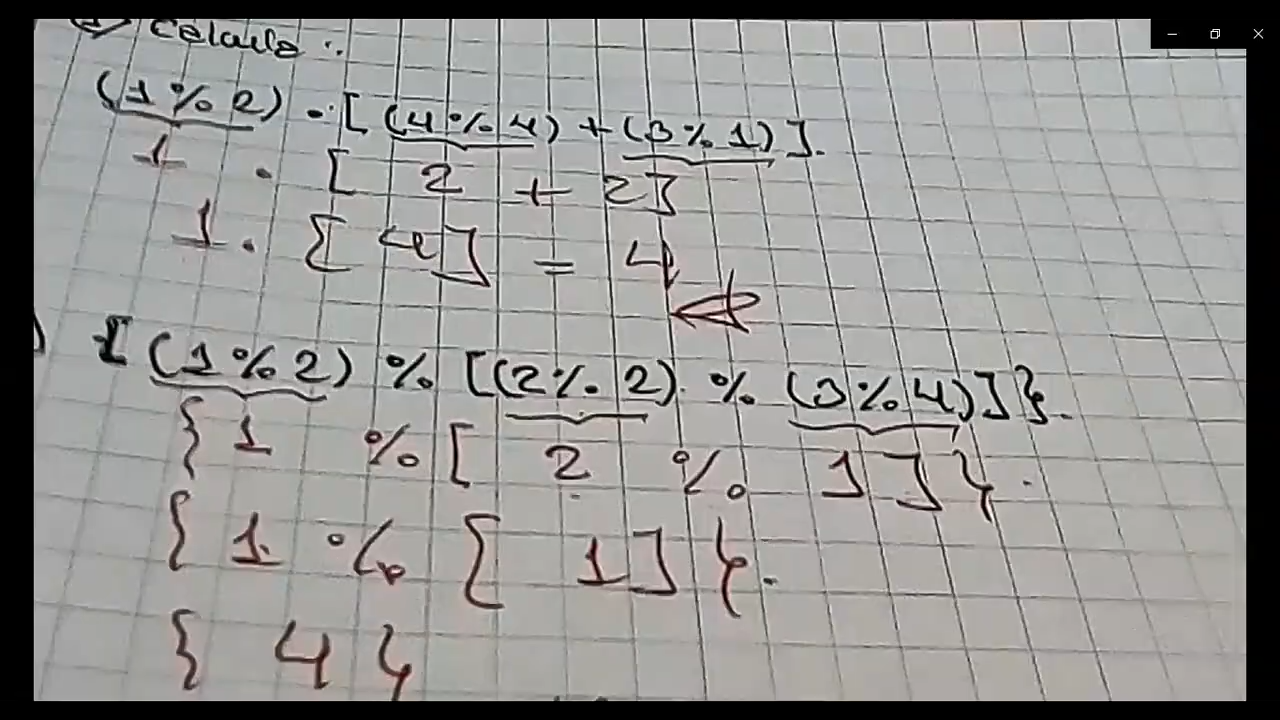 Calcula :.
(1 % 2) · [(4 % 4) + (3 % 1)].
1 . [ 2 + 2]
1 . [ 4] = 4
) {(1 % 2) % [(2 % 2) % (3 % 4)]}.
{ 1 % [ 2 % 1]}.
{ 1 % [ 1] }.
{ 4 }